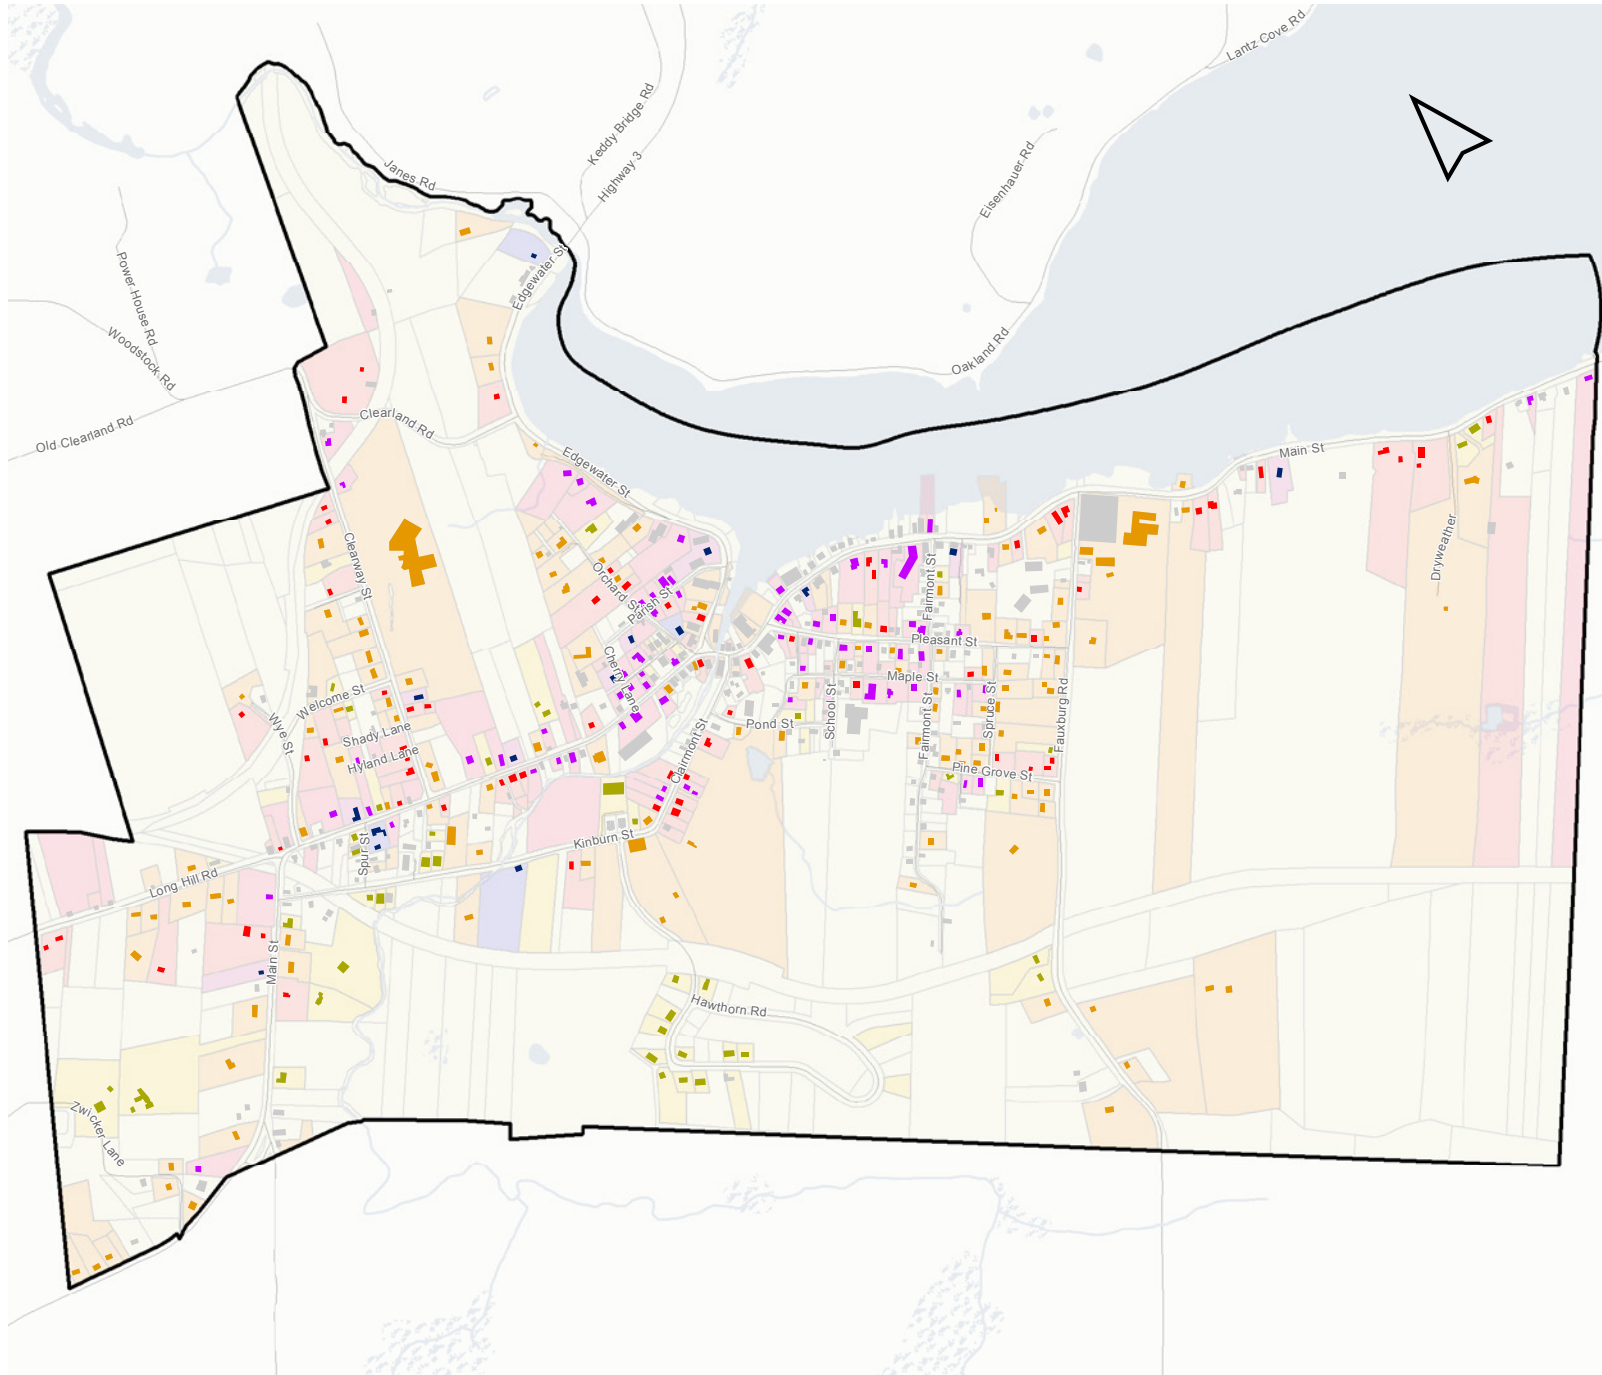 Lantz Cove Rd
Keddy Bridge Rd
Highway 3
Janes Rd
Eisenhauer Rd
Edgewater St
Power House Rd
Woodstock Rd
Oakland Rd
Old Clearland Rd
Clearland Rd
Edgewater St
Main St
Clearway St
Dryweather
Orchard St
Parish St
Fairmont St
Pleasant St
Cherry Lane
Maple St
Welcome St
Wye St
School St
Fairmont St
Spruce St
Fauxburg Rd
Pond St
Shady Lane
Hyland Lane
Clairmont St
Pine Grove St
Kinburn St
Spur St
Long Hill Rd
Main St
Hawthorn Rd
Zwicker Lane